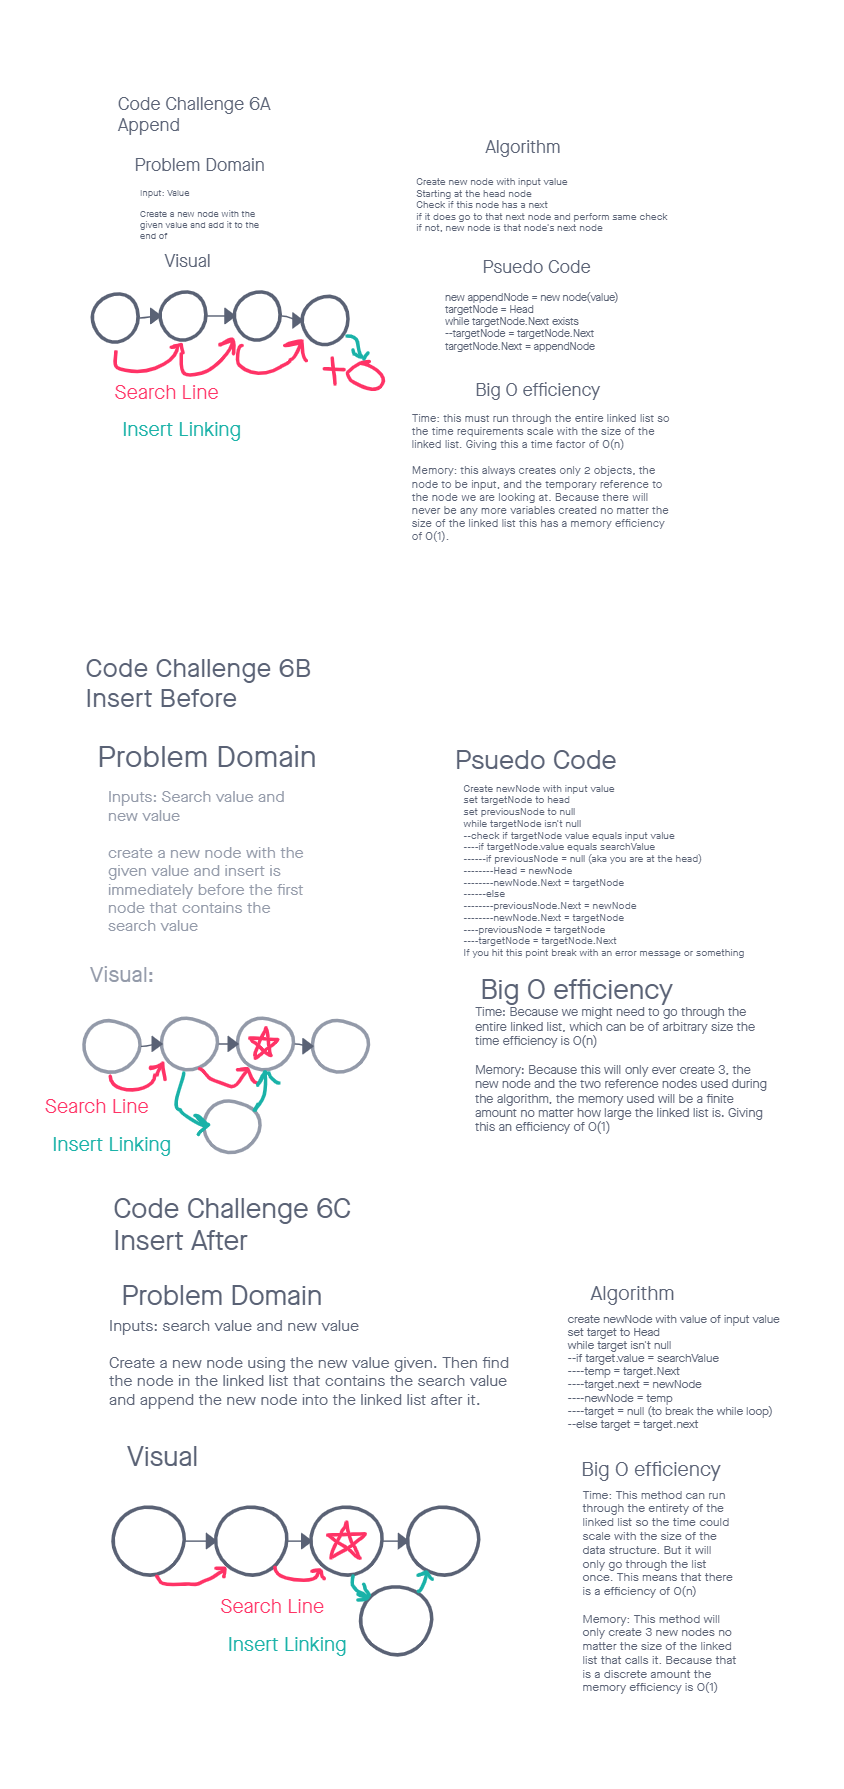 Code Challenge 6A
Append
Problem Domain
Input: Value
Create a new node with the
given value and add it to the
end of
Visual
Search Line
Insert Linking
Algorithm
Create new node with input value
Starting at the head node
Check if this node has a next
if it does go to that next node and perform same check
if not, new node is that node's next node
Psuedo Code
new appendNode = new node(value)
targetNode = Head
while targetNode.Next exists
--targetNode = targetNode.Next
targetNode.Next = appendNode
Big O efficiency
Time: this must run through the entire linked list so
the time requirements scale with the size of the
linked list. Giving this a time factor of O(n)
Memory: this always creates only 2 objects, the
node to be input, and the temporary reference to
the node we are looking at. Because there will
never be any more variables created no matter the
size of the linked list this has a memory efficiency
of O(1).
Code Challenge 6B
Insert Before
Problem Domain
Inputs: Search value and
new value
create a new node with the
given value and insert is
immediately before the first
node that contains the
search value
Visual:
Search Line
Insert Linking
Psuedo Code
Create newNode with input value
set targetNode to head
set previousNode to null
while targetNode isn't null
--check if targetNode value equals input value
----if targetNode.value equals searchValue
------if previousNode = null (aka you are at the head)
--------Head = newNode
--------newNode.Next = targetNode
------else
--------previousNode.Next = newNode
--------newNode.Next = targetNode
----previousNode = targetNode
----targetNode = targetNode.Next
If you hit this point break with an error message or something
Big O efficiency
Time: Because we might need to go through the
entire linked list, which can be of arbitrary size the
time efficiency is O(n)
Memory: Because this will only ever create 3, the
new node and the two reference nodes used during
the algorithm, the memory used will be a finite
amount no matter how large the linked list is. Giving
this an efficiency of O(1)
Code Challenge 6C
Insert After
Problem Domain
Inputs: search value and new value
Create a new node using the new value given. Then find
the node in the linked list that contains the search value
and append the new node into the linked list after it.
Visual
Search Line
Insert Linking
Algorithm
create newNode with value of input value
set target to Head
while target isn't null
--if target.value = searchValue
----temp = target.Next
----target.next = newNode
----newNode = temp
----target = null (to break the while loop)
--else target = target.next
Big O efficiency
Time: This method can run
through the entirety of the
linked list so the time could
scale with the size of the
data structure. But it will
only go through the list
once. This means that there
is a efficiency of O(n)
Memory: This method will
only create 3 new nodes no
matter the size of the linked
list that calls it. Because that
is a discrete amount the
memory efficiency is O(1)